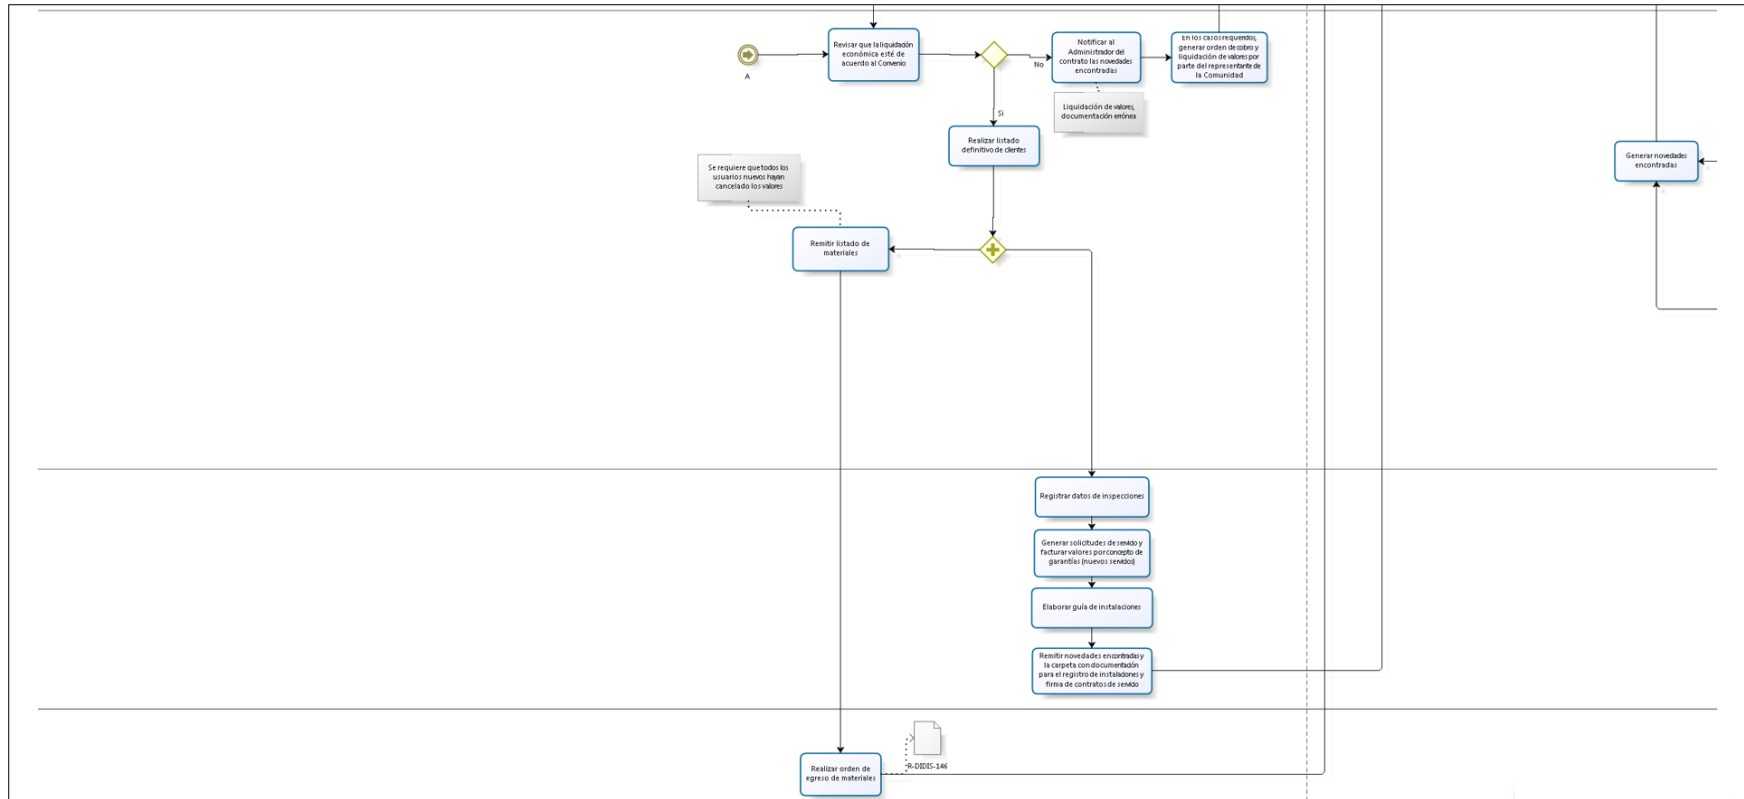 A
Revisar que la liquidación
económica esté de
acuerdo al Convenio
No
Si
Notificar al
Administrador del
contrato las novedades
encontradas
En los casos requeridos,
generar orden de cobro y
liquidación de valores por
parte del representante de
la Comunidad
Liquidación de valores,
documentación errónea
Realizar listado
definitivo de clientes
Generar novedades
encontradas
Se requiere que todos los
usuarios nuevos hayan
cancelado los valores
Remitir listado de
materiales
Registrar datos de inspecciones
Generar solicitudes de servicio y
facturar valores por concepto de
garantías (nuevos servicios)
Elaborar guía de instalaciones
Remitir novedades encontradas y
la carpeta con documentación
para el registro de instalaciones y
firma de contratos de servicio
R-DIDIS-146
Realizar orden de
egreso de materiales